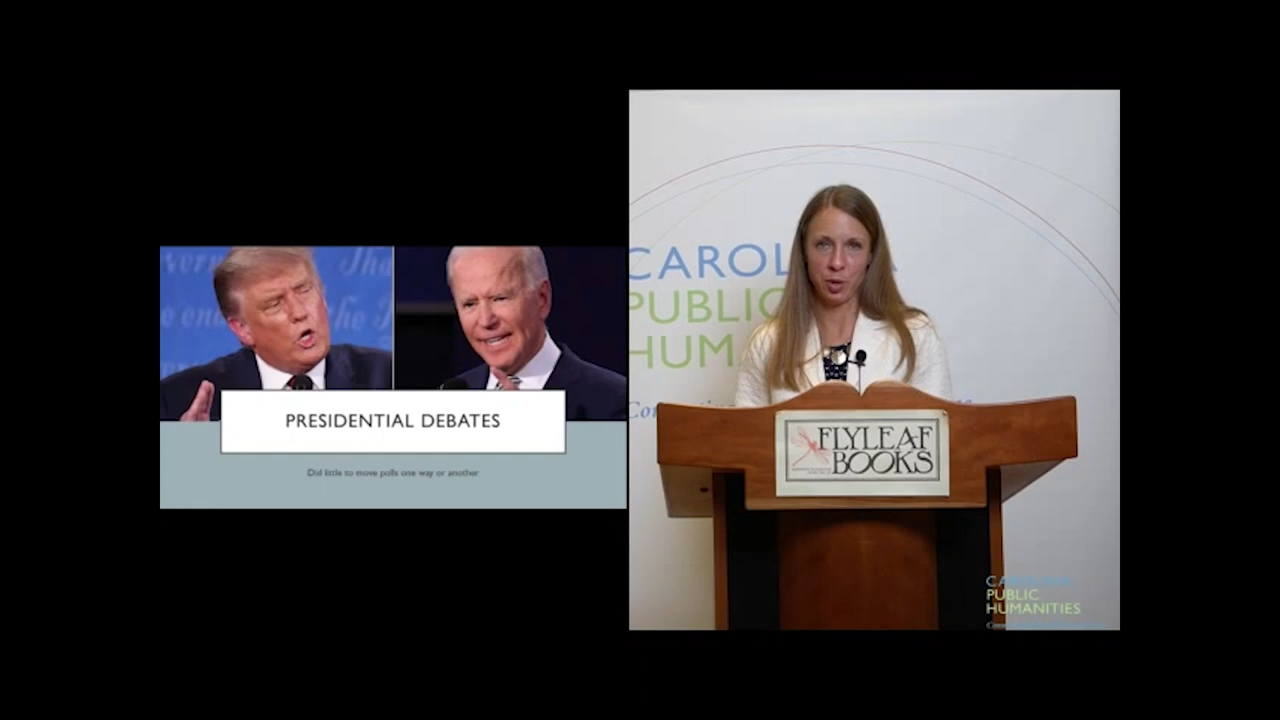 PRESIDENTIAL DEBATES
Did little to move polls one way or another
CAROL
PUBLIC
HUM
FLYLEAF
BOOKS
PUBLIC
HUMANITIES